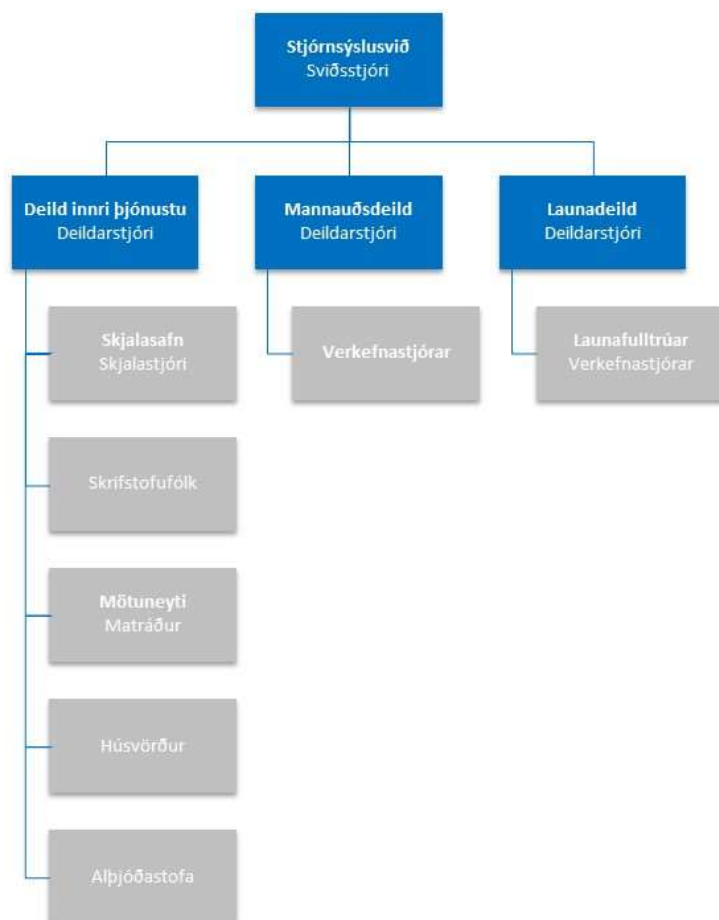 Stjórnsýslusvið
Sviðsstjóri
Deild innri þjónustu
Deildarstjóri
Mannauðsdeild
Deildarstjóri
Launadeild
Deildarstjóri
Skjalasafn
Skjalastjóri
Verkefnastjórar
Launafulltrúar
Verkefnastjórar
Skrifstofufólk
Mötuneyti
Matráður
Húsvörður
Alþjóðastofa